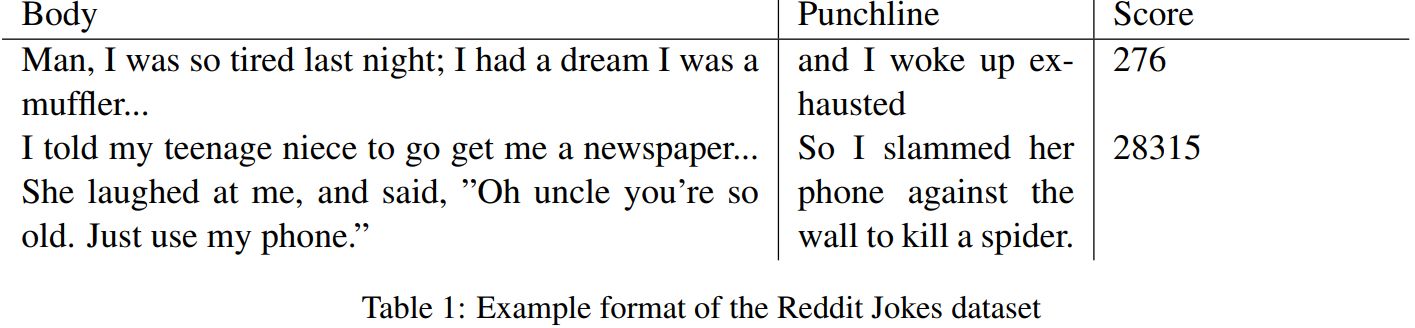 Body Punchline Score
Man, I was so tired last night; I had a dream I was a and I woke up ex- 276
muffler... hausted
I told my teenage niece to go get me a newspaper... So I slammed her 28315
She laughed at me, and said, ”Oh uncle you’re so phone against the
old. Just use my phone.” wall to kill a spider.
Table 1: Example format of the Reddit Jokes dataset